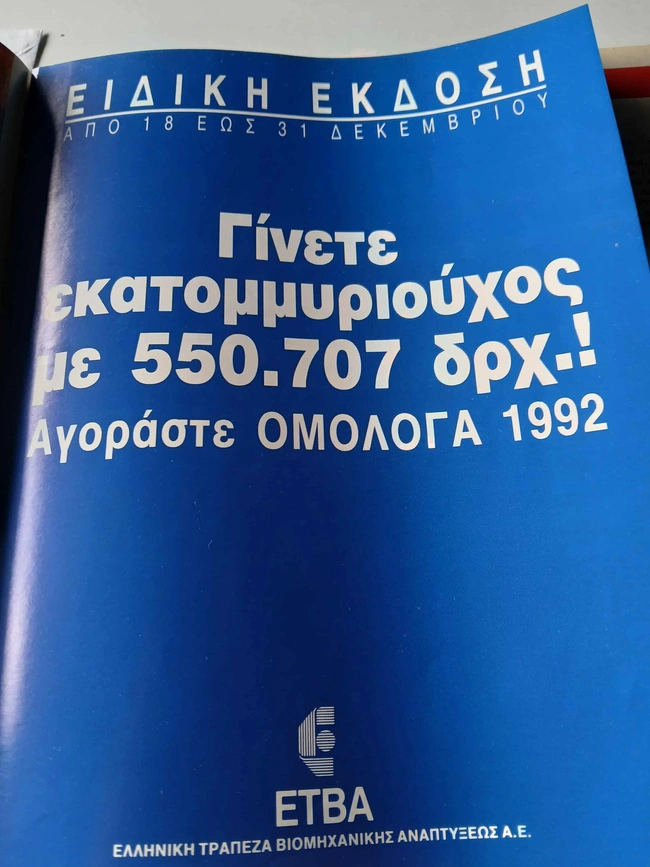 ΕΙΔΙΚΗ ΕΚΔΟΣΗ
ΑΠΟ 18 ΕΩΣ 31 ΔΕΚΕΜΒΡΙΟΥ
Γίνετε
εκατομμυριούχος
με 550.707 δρχ.!
Αγοράστε ΟΜΟΛΟΓΑ 1992
ΕΤΒΑ
ΕΛΛΗΝΙΚΗ ΤΡΑΠΕΖΑ ΒΙΟΜΗΧΑΝΙΚΗΣ ΑΝΑΠΤΥΞΕΩΣ Α.Ε.